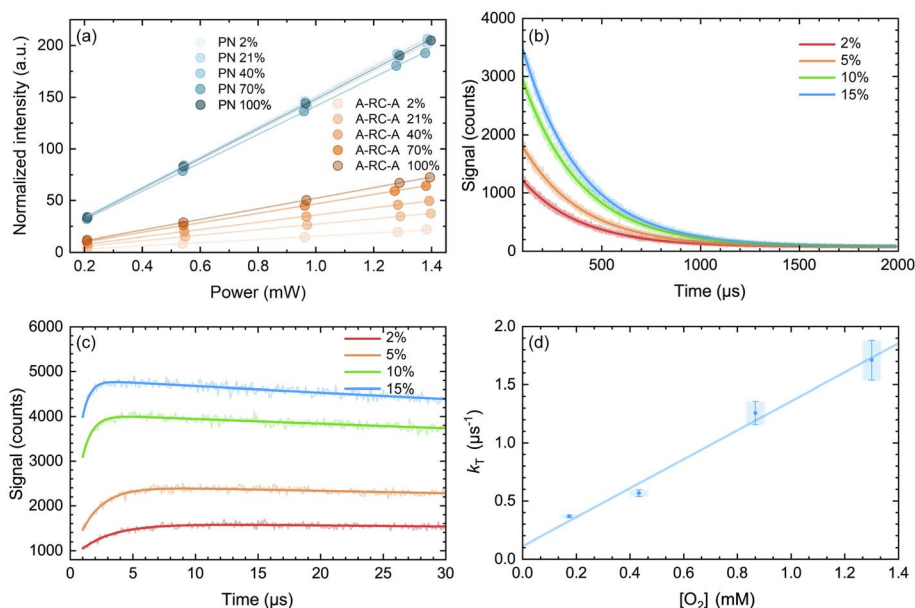 (a)
PN 2%
PN 21%
PN 40%
PN 70%
PN 100%
A-RC-A 2%
A-RC-A 21%
A-RC-A 40%
A-RC-A 70%
A-RC-A 100%
Normalized intensity (a.u.)
200
150
100
50
0
0.2 0.4 0.6 0.8 1.0 1.2 1.4
Power (mW)
(b)
2%
5%
10%
15%
Signal (counts)
4000
3000
2000
1000
0
500 1000 1500 2000
Time (µs)
(c)
2%
5%
10%
15%
Signal (counts)
6000
5000
4000
3000
2000
1000
0 5 10 15 20 25 30
Time (µs)
(d)
kT (µs-1)
2.0
1.5
1.0
0.5
0.0
0.0 0.2 0.4 0.6 0.8 1.0 1.2 1.4
[O2] (mM)